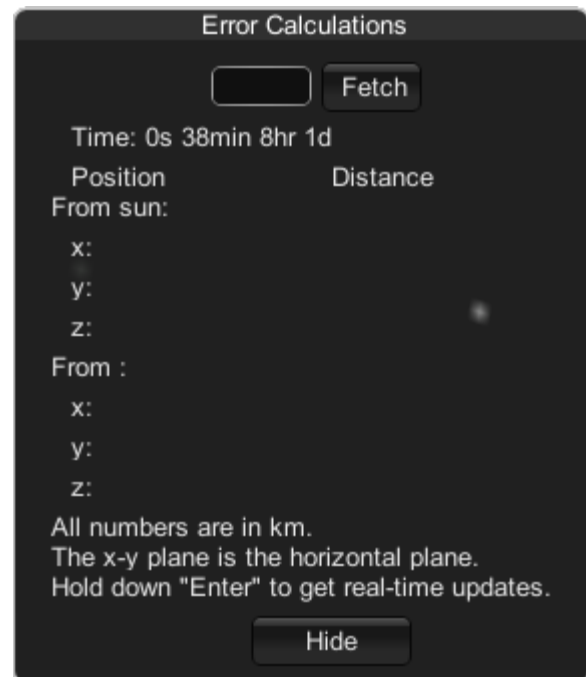 Error Calculations
Fetch
Time: 0s 38min 8hr 1d
Position Distance
From sun:
x:
y:
z:
From :
x:
y:
z:
All numbers are in km.
The x-y plane is the horizontal plane.
Hold down "Enter" to get real-time updates.
Hide